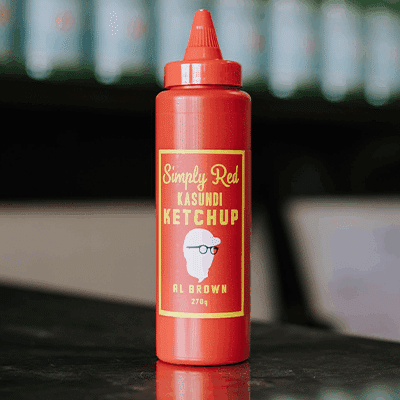 Simply Red
KASUNDI
KETCHUP
AL BROWN
270g